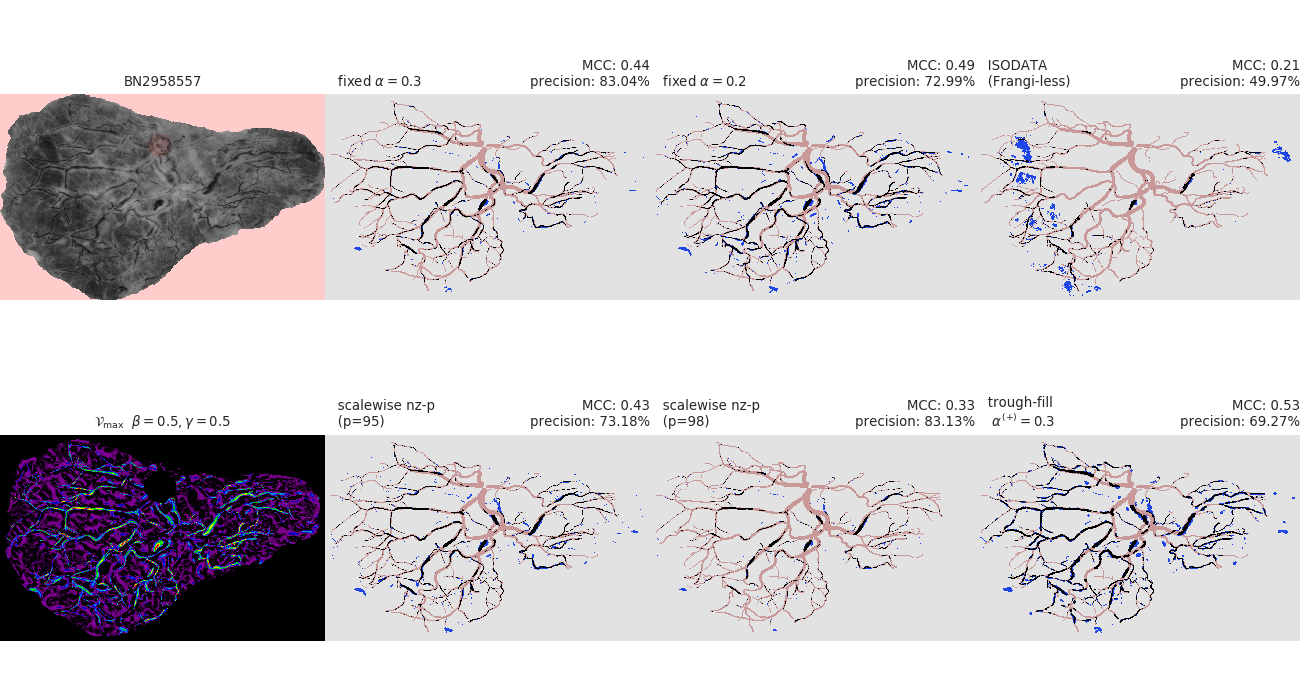 BN2958557
fixed α = 0.3
MCC: 0.44
precision: 83.04%
fixed α = 0.2
MCC: 0.49
precision: 72.99%
ISODATA
(Frangi-less)
MCC: 0.21
precision: 49.97%
𝒱max β = 0.5, γ = 0.5
scalewise nz-p
(p=95)
MCC: 0.43
precision: 73.18%
scalewise nz-p
(p=98)
MCC: 0.33
precision: 83.13%
trough-fill
α(+) = 0.3
MCC: 0.53
precision: 69.27%